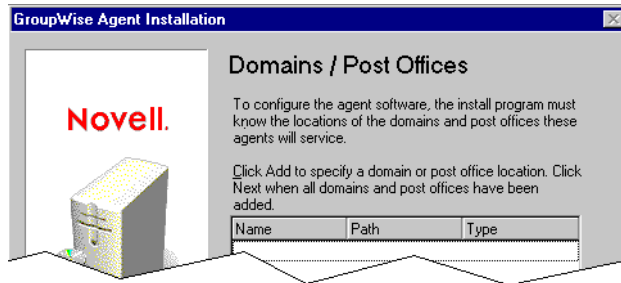 GroupWise Agent Installation
Domains / Post Offices
Novell.
To configure the agent software, the install program must
know the locations of the domains and post offices these
agents will service.
Click Add to specify a domain or post office location. Click
Next when all domains and post offices have been
added.
Name Path Type